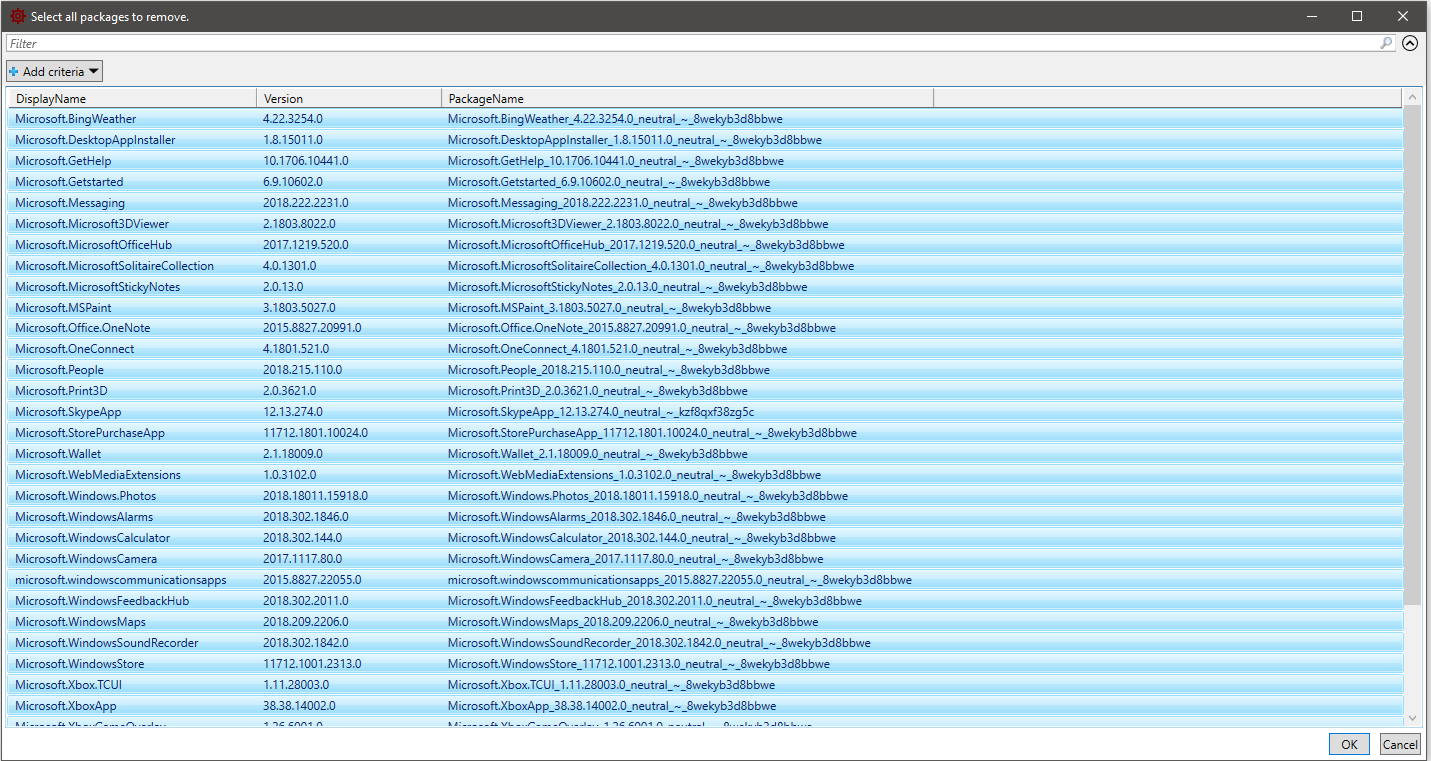 Select all packages to remove.
Filter
Add criteria
DisplayName Version PackageName
Microsoft.BingWeather 4.22.3254.0 Microsoft.BingWeather_4.22.3254.0_neutral_~_8wekyb3d8bbwe
Microsoft.DesktopAppInstaller 1.8.15011.0 Microsoft.DesktopAppInstaller_1.8.15011.0_neutral_~_8wekyb3d8bbwe
Microsoft.GetHelp 10.1706.10441.0 Microsoft.GetHelp_10.1706.10441.0_neutral_~_8wekyb3d8bbwe
Microsoft.Getstarted 6.9.10602.0 Microsoft.Getstarted_6.9.10602.0_neutral_~_8wekyb3d8bbwe
Microsoft.Messaging 2018.222.2231.0 Microsoft.Messaging_2018.222.2231.0_neutral_~_8wekyb3d8bbwe
Microsoft.Microsoft3DViewer 2.1803.8022.0 Microsoft.Microsoft3DViewer_2.1803.8022.0_neutral_~_8wekyb3d8bbwe
Microsoft.MicrosoftOfficeHub 2017.1219.520.0 Microsoft.MicrosoftOfficeHub_2017.1219.520.0_neutral_~_8wekyb3d8bbwe
Microsoft.MicrosoftSolitaireCollection 4.0.1301.0 Microsoft.MicrosoftSolitaireCollection_4.0.1301.0_neutral_~_8wekyb3d8bbwe
Microsoft.MicrosoftStickyNotes 2.0.13.0 Microsoft.MicrosoftStickyNotes_2.0.13.0_neutral_~_8wekyb3d8bbwe
Microsoft.MSPaint 3.1803.5027.0 Microsoft.MSPaint_3.1803.5027.0_neutral_~_8wekyb3d8bbwe
Microsoft.Office.OneNote 2015.8827.20991.0 Microsoft.Office.OneNote_2015.8827.20991.0_neutral_~_8wekyb3d8bbwe
Microsoft.OneConnect 4.1801.521.0 Microsoft.OneConnect_4.1801.521.0_neutral_~_8wekyb3d8bbwe
Microsoft.People 2018.215.110.0 Microsoft.People_2018.215.110.0_neutral_~_8wekyb3d8bbwe
Microsoft.Print3D 2.0.3621.0 Microsoft.Print3D_2.0.3621.0_neutral_~_8wekyb3d8bbwe
Microsoft.SkypeApp 12.13.274.0 Microsoft.SkypeApp_12.13.274.0_neutral_~_kzf8qxf38zg5c
Microsoft.StorePurchaseApp 11712.1801.10024.0 Microsoft.StorePurchaseApp_11712.1801.10024.0_neutral_~_8wekyb3d8bbwe
Microsoft.Wallet 2.1.18009.0 Microsoft.Wallet_2.1.18009.0_neutral_~_8wekyb3d8bbwe
Microsoft.WebMediaExtensions 1.0.3102.0 Microsoft.WebMediaExtensions_1.0.3102.0_neutral_~_8wekyb3d8bbwe
Microsoft.Windows.Photos 2018.18011.15918.0 Microsoft.Windows.Photos_2018.18011.15918.0_neutral_~_8wekyb3d8bbwe
Microsoft.WindowsAlarms 2018.302.1846.0 Microsoft.WindowsAlarms_2018.302.1846.0_neutral_~_8wekyb3d8bbwe
Microsoft.WindowsCalculator 2018.302.144.0 Microsoft.WindowsCalculator_2018.302.144.0_neutral_~_8wekyb3d8bbwe
Microsoft.WindowsCamera 2017.1117.80.0 Microsoft.WindowsCamera_2017.1117.80.0_neutral_~_8wekyb3d8bbwe
microsoft.windowscommunicationsapps 2015.8827.22055.0 microsoft.windowscommunicationsapps_2015.8827.22055.0_neutral_~_8wekyb3d8bbwe
Microsoft.WindowsFeedbackHub 2018.302.2011.0 Microsoft.WindowsFeedbackHub_2018.302.2011.0_neutral_~_8wekyb3d8bbwe
Microsoft.WindowsMaps 2018.209.2206.0 Microsoft.WindowsMaps_2018.209.2206.0_neutral_~_8wekyb3d8bbwe
Microsoft.WindowsSoundRecorder 2018.302.1842.0 Microsoft.WindowsSoundRecorder_2018.302.1842.0_neutral_~_8wekyb3d8bbwe
Microsoft.WindowsStore 11712.1001.2313.0 Microsoft.WindowsStore_11712.1001.2313.0_neutral_~_8wekyb3d8bbwe
Microsoft.Xbox.TCUI 1.11.28003.0 Microsoft.Xbox.TCUI_1.11.28003.0_neutral_~_8wekyb3d8bbwe
Microsoft.XboxApp 38.38.14002.0 Microsoft.XboxApp_38.38.14002.0_neutral_~_8wekyb3d8bbwe
OK Cancel